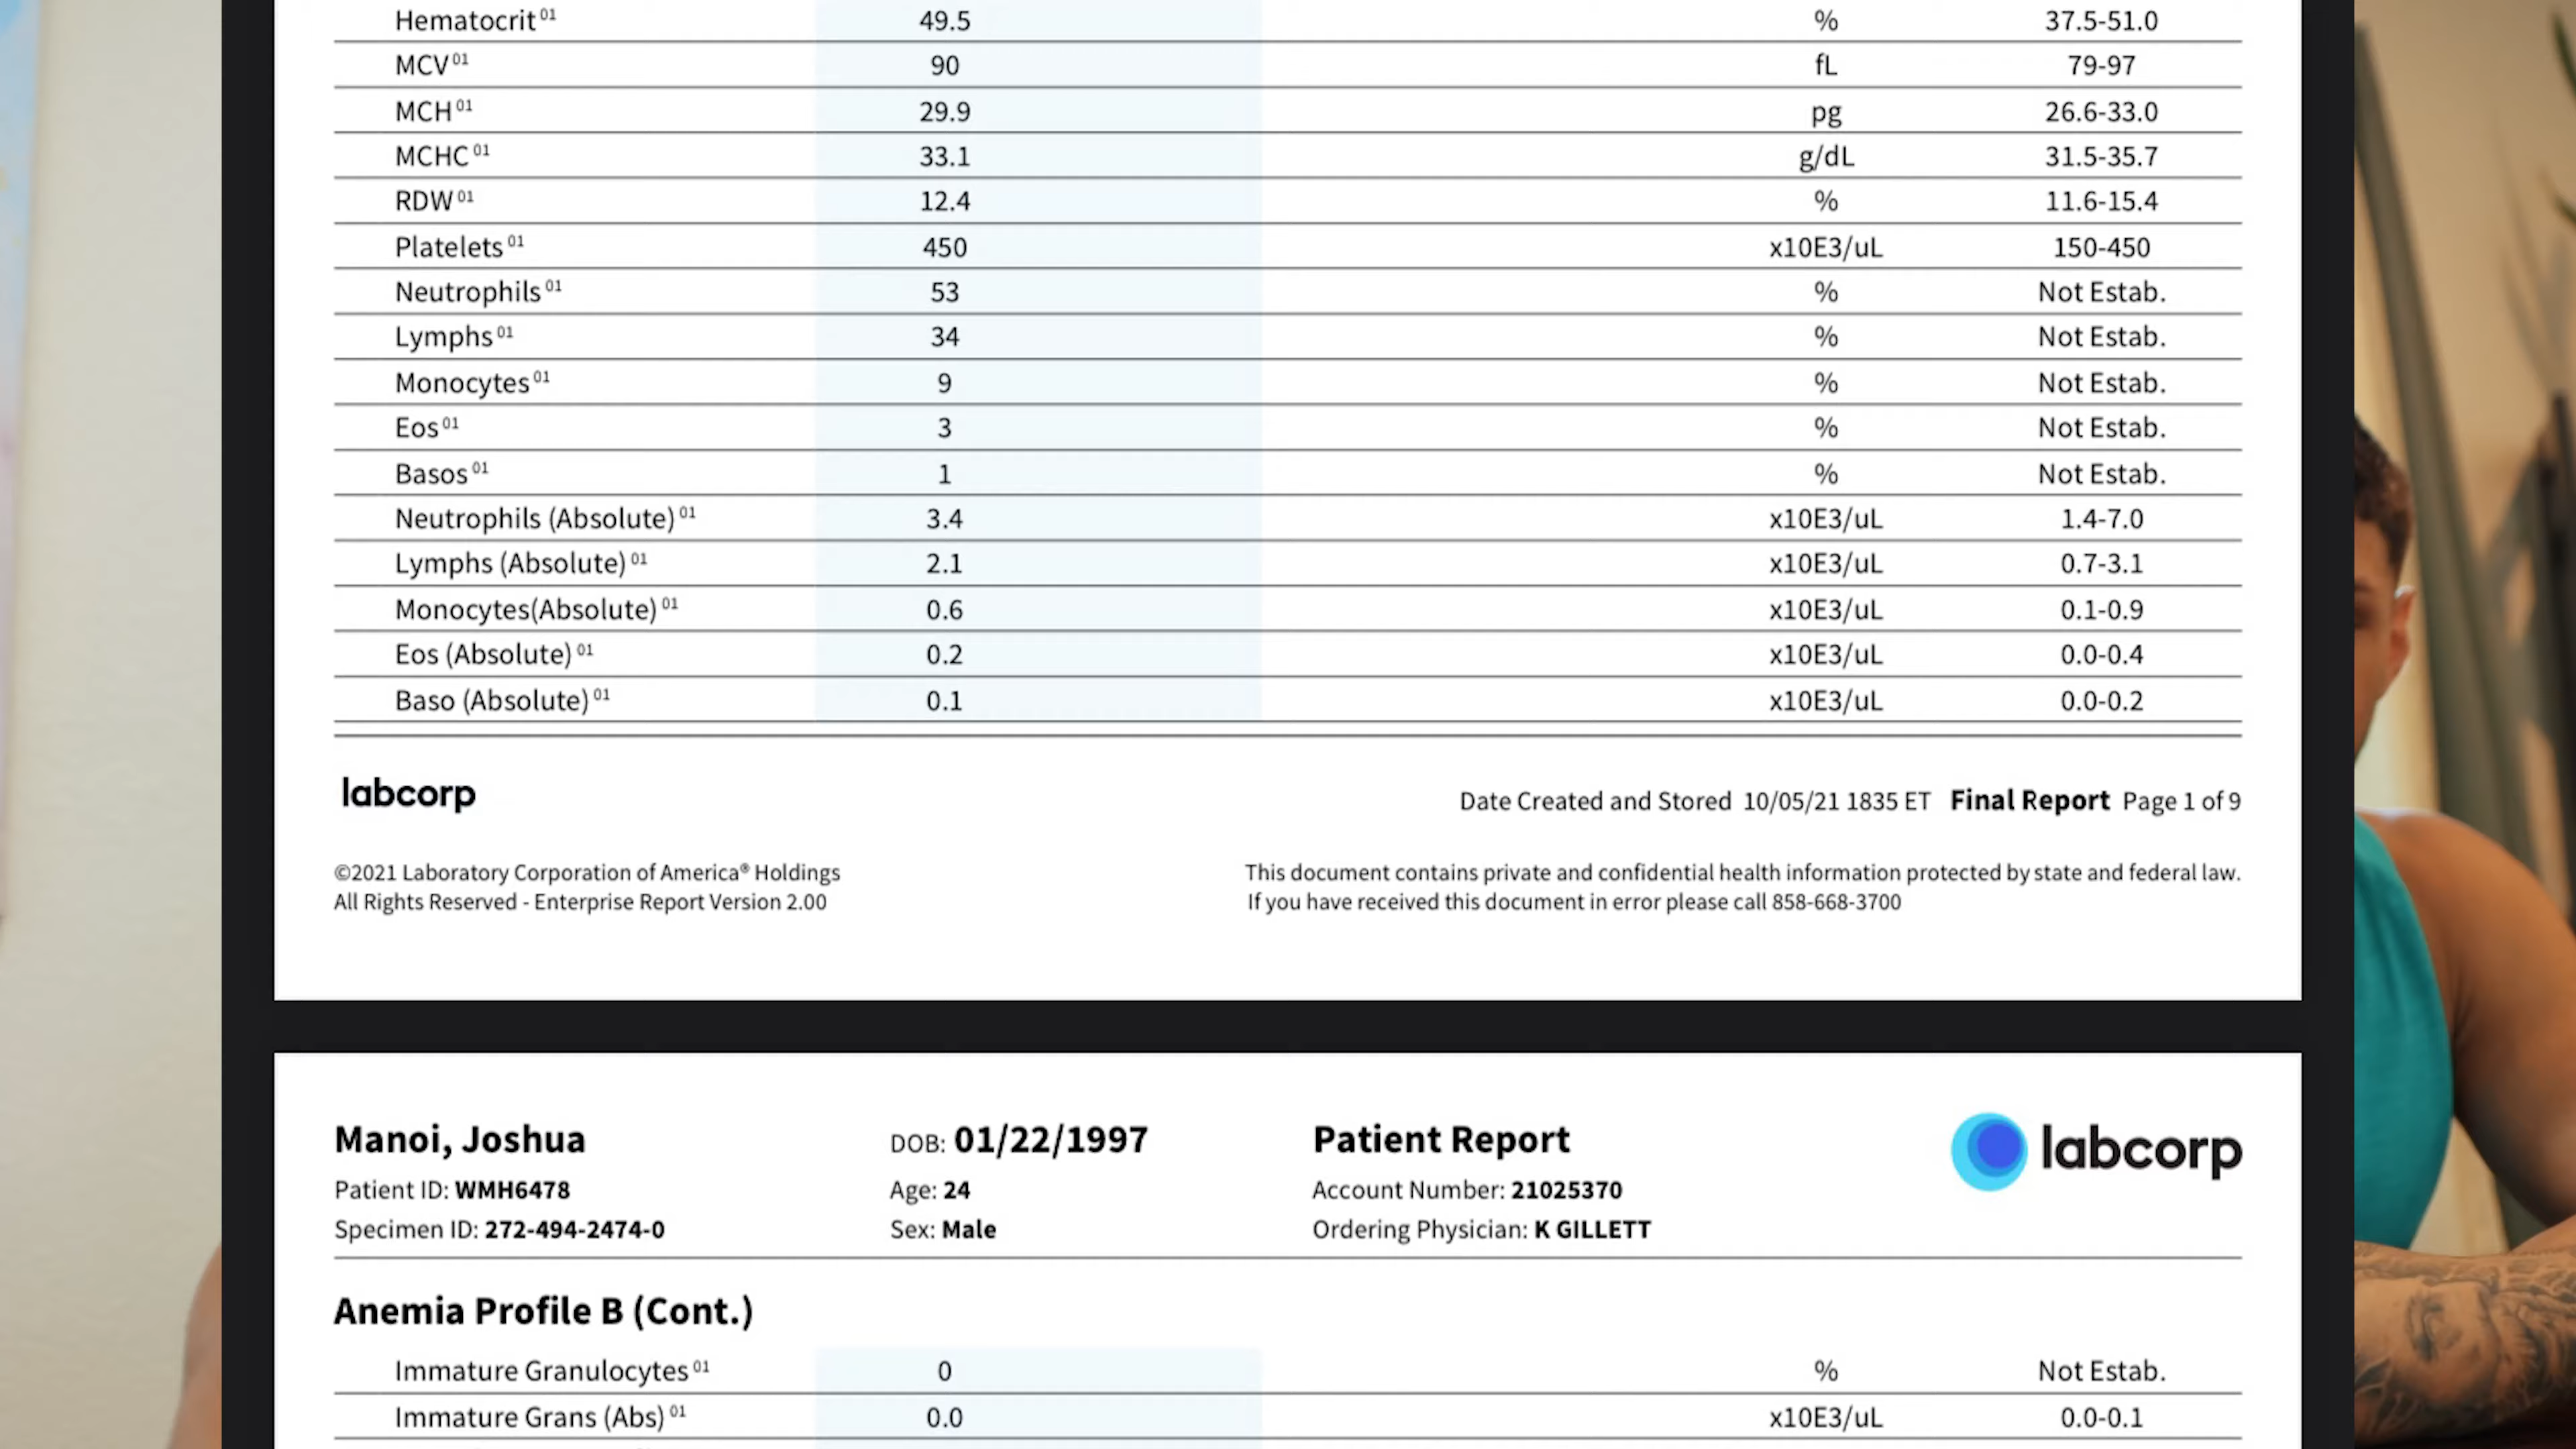 Hematocrit 01 49.5 % 37.5-51.0
MCV 01 90 fL 79-97
MCH 01 29.9 pg 26.6-33.0
MCHC 01 33.1 g/dL 31.5-35.7
RDW 01 12.4 % 11.6-15.4
Platelets 01 450 x10E3/uL 150-450
Neutrophils 01 53 % Not Estab.
Lymphs 01 34 % Not Estab.
Monocytes 01 9 % Not Estab.
Eos 01 3 % Not Estab.
Basos 01 1 % Not Estab.
Neutrophils (Absolute) 01 3.4 x10E3/uL 1.4-7.0
Lymphs (Absolute) 01 2.1 x10E3/uL 0.7-3.1
Monocytes(Absolute) 01 0.6 x10E3/uL 0.1-0.9
Eos (Absolute) 01 0.2 x10E3/uL 0.0-0.4
Baso (Absolute) 01 0.1 x10E3/uL 0.0-0.2
labcorp
Date Created and Stored 10/05/21 1835 ET Final Report Page 1 of 9
©2021 Laboratory Corporation of America® Holdings
All Rights Reserved - Enterprise Report Version 2.00
This document contains private and confidential health information protected by state and federal law.
If you have received this document in error please call 858-668-3700
Manoi, Joshua DOB: 01/22/1997 Patient Report labcorp
Patient ID: WMH6478 Age: 24 Account Number: 21025370
Specimen ID: 272-494-2474-0 Sex: Male Ordering Physician: K GILLETT
Anemia Profile B (Cont.)
Immature Granulocytes 01 0 % Not Estab.
Immature Grans (Abs) 01 0.0 x10E3/uL 0.0-0.1